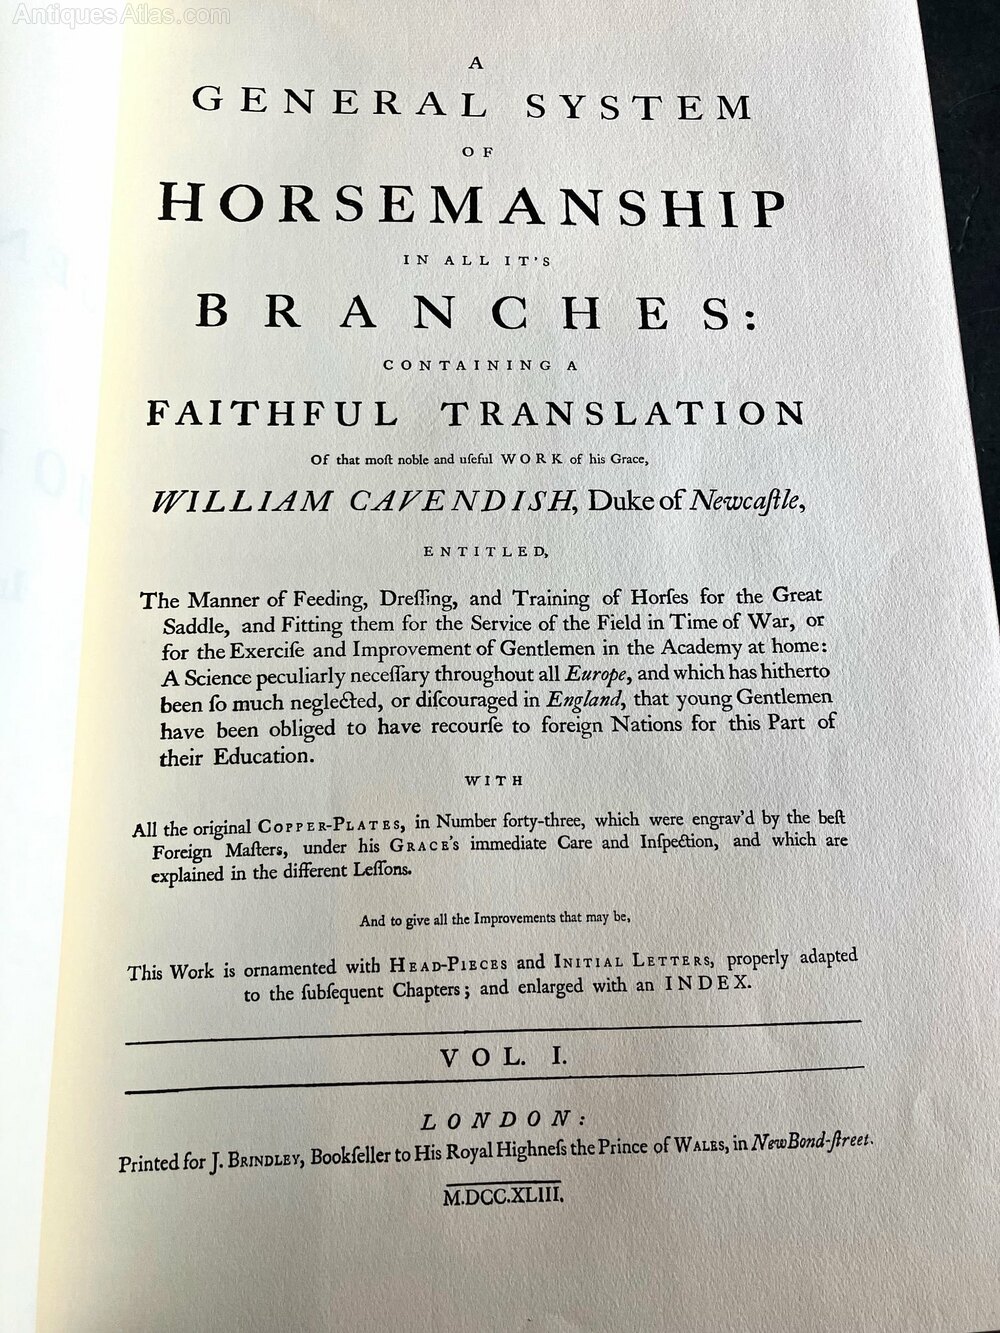 AntiquesAtlas.com
A
GENERAL SYSTEM
OF
HORSEMANSHIP
IN ALL IT'S
BRANCHES:
CONTAINING A
FAITHFUL TRANSLATION
Of that moſt noble and uſeful WORK of his Grace,
WILLIAM CAVENDISH, Duke of Newcaſtle,
ENTITLED,
The Manner of Feeding, Dreſſing, and Training of Horſes for the Great
Saddle, and Fitting them for the Service of the Field in Time of War, or
for the Exerciſe and Improvement of Gentlemen in the Academy at home:
A Science peculiarly neceſſary throughout all Europe, and which has hitherto
been ſo much neglected, or diſcouraged in England, that young Gentlemen
have been obliged to have recourſe to foreign Nations for this Part of
their Education.
WITH
All the original COPPER-PLATES, in Number forty-three, which were engrav'd by the beſt
Foreign Maſters, under his GRACE's immediate Care and Inſpection, and which are
explained in the different Leſſons.
And to give all the Improvements that may be,
This Work is ornamented with HEAD-PIECES and INITIAL LETTERS, properly adapted
to the ſubſequent Chapters; and enlarged with an INDEX.
VOL. I.
LONDON:
Printed for J. BRINDLEY, Bookſeller to His Royal Highneſs the Prince of WALES, in New Bond-ſtreet.
M.DCC.XLIII.